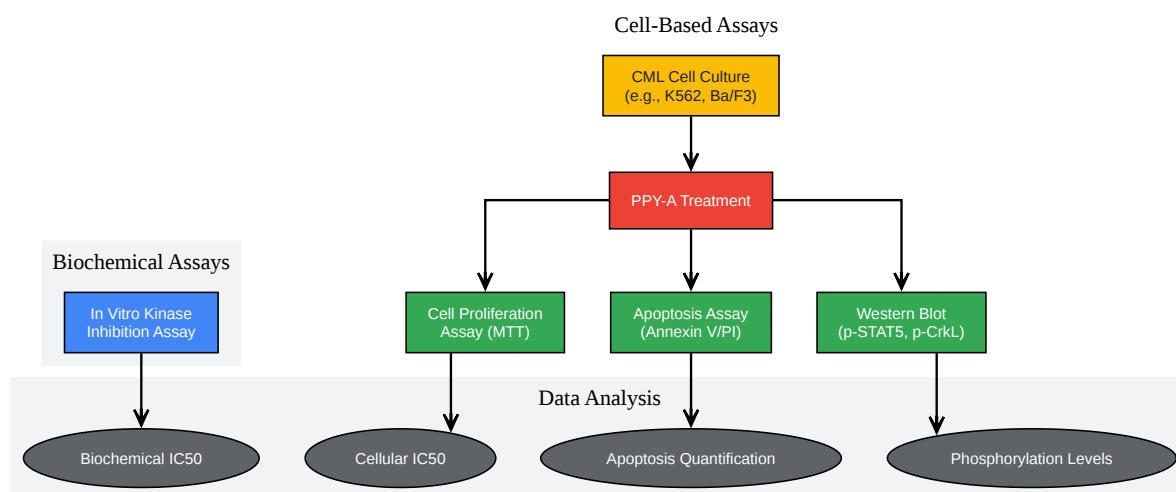 Cell-Based Assays
CML Cell Culture
(e.g., K562, Ba/F3)
PPY-A Treatment
Biochemical Assays
In Vitro Kinase
Inhibition Assay
Cell Proliferation
Assay (MTT)
Apoptosis Assay
(Annexin V/PI)
Western Blot
(p-STAT5, p-CrkL)
Data Analysis
Biochemical IC50
Cellular IC50
Apoptosis Quantification
Phosphorylation Levels